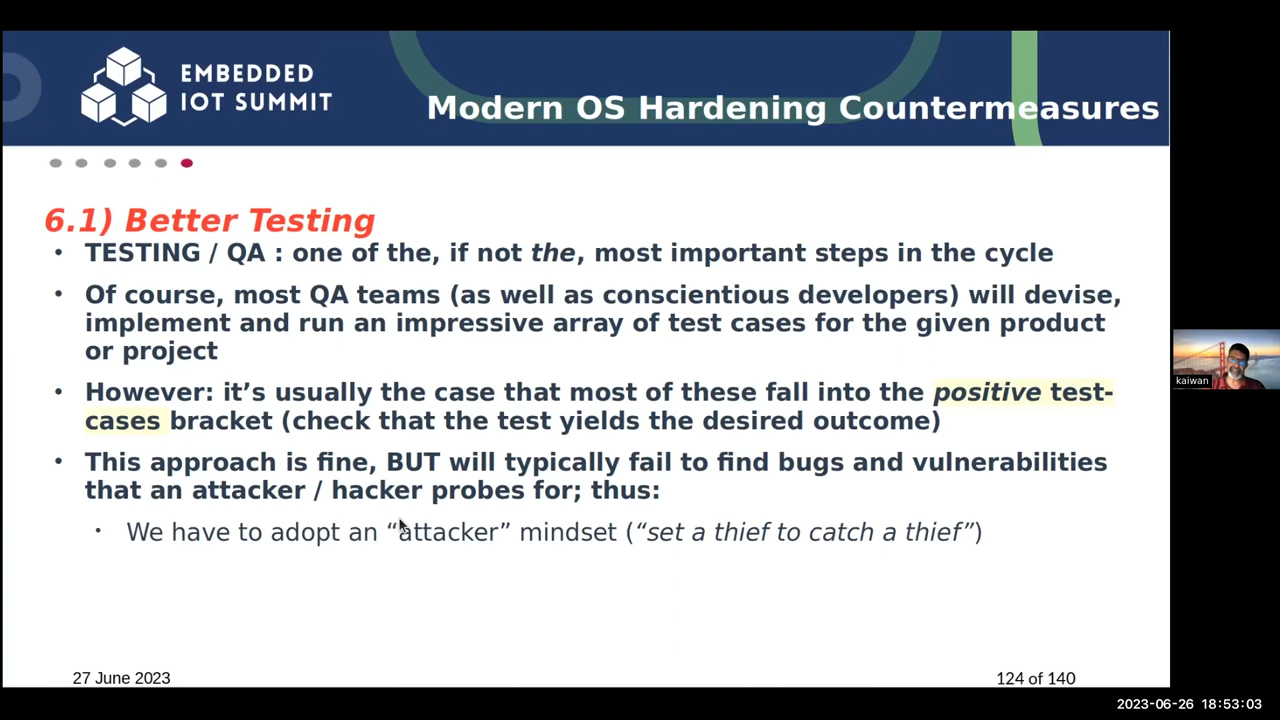 EMBEDDED
IOT SUMMIT
Modern OS Hardening Countermeasures
6.1) Better Testing
• TESTING / QA : one of the, if not the, most important steps in the cycle
• Of course, most QA teams (as well as conscientious developers) will devise,
implement and run an impressive array of test cases for the given product
or project
• However: it’s usually the case that most of these fall into the positive test-
cases bracket (check that the test yields the desired outcome)
• This approach is fine, BUT will typically fail to find bugs and vulnerabilities
that an attacker / hacker probes for; thus:
• We have to adopt an “attacker” mindset (“set a thief to catch a thief”)
kaiwan
27 June 2023
124 of 140
2023-06-26 18:53:03